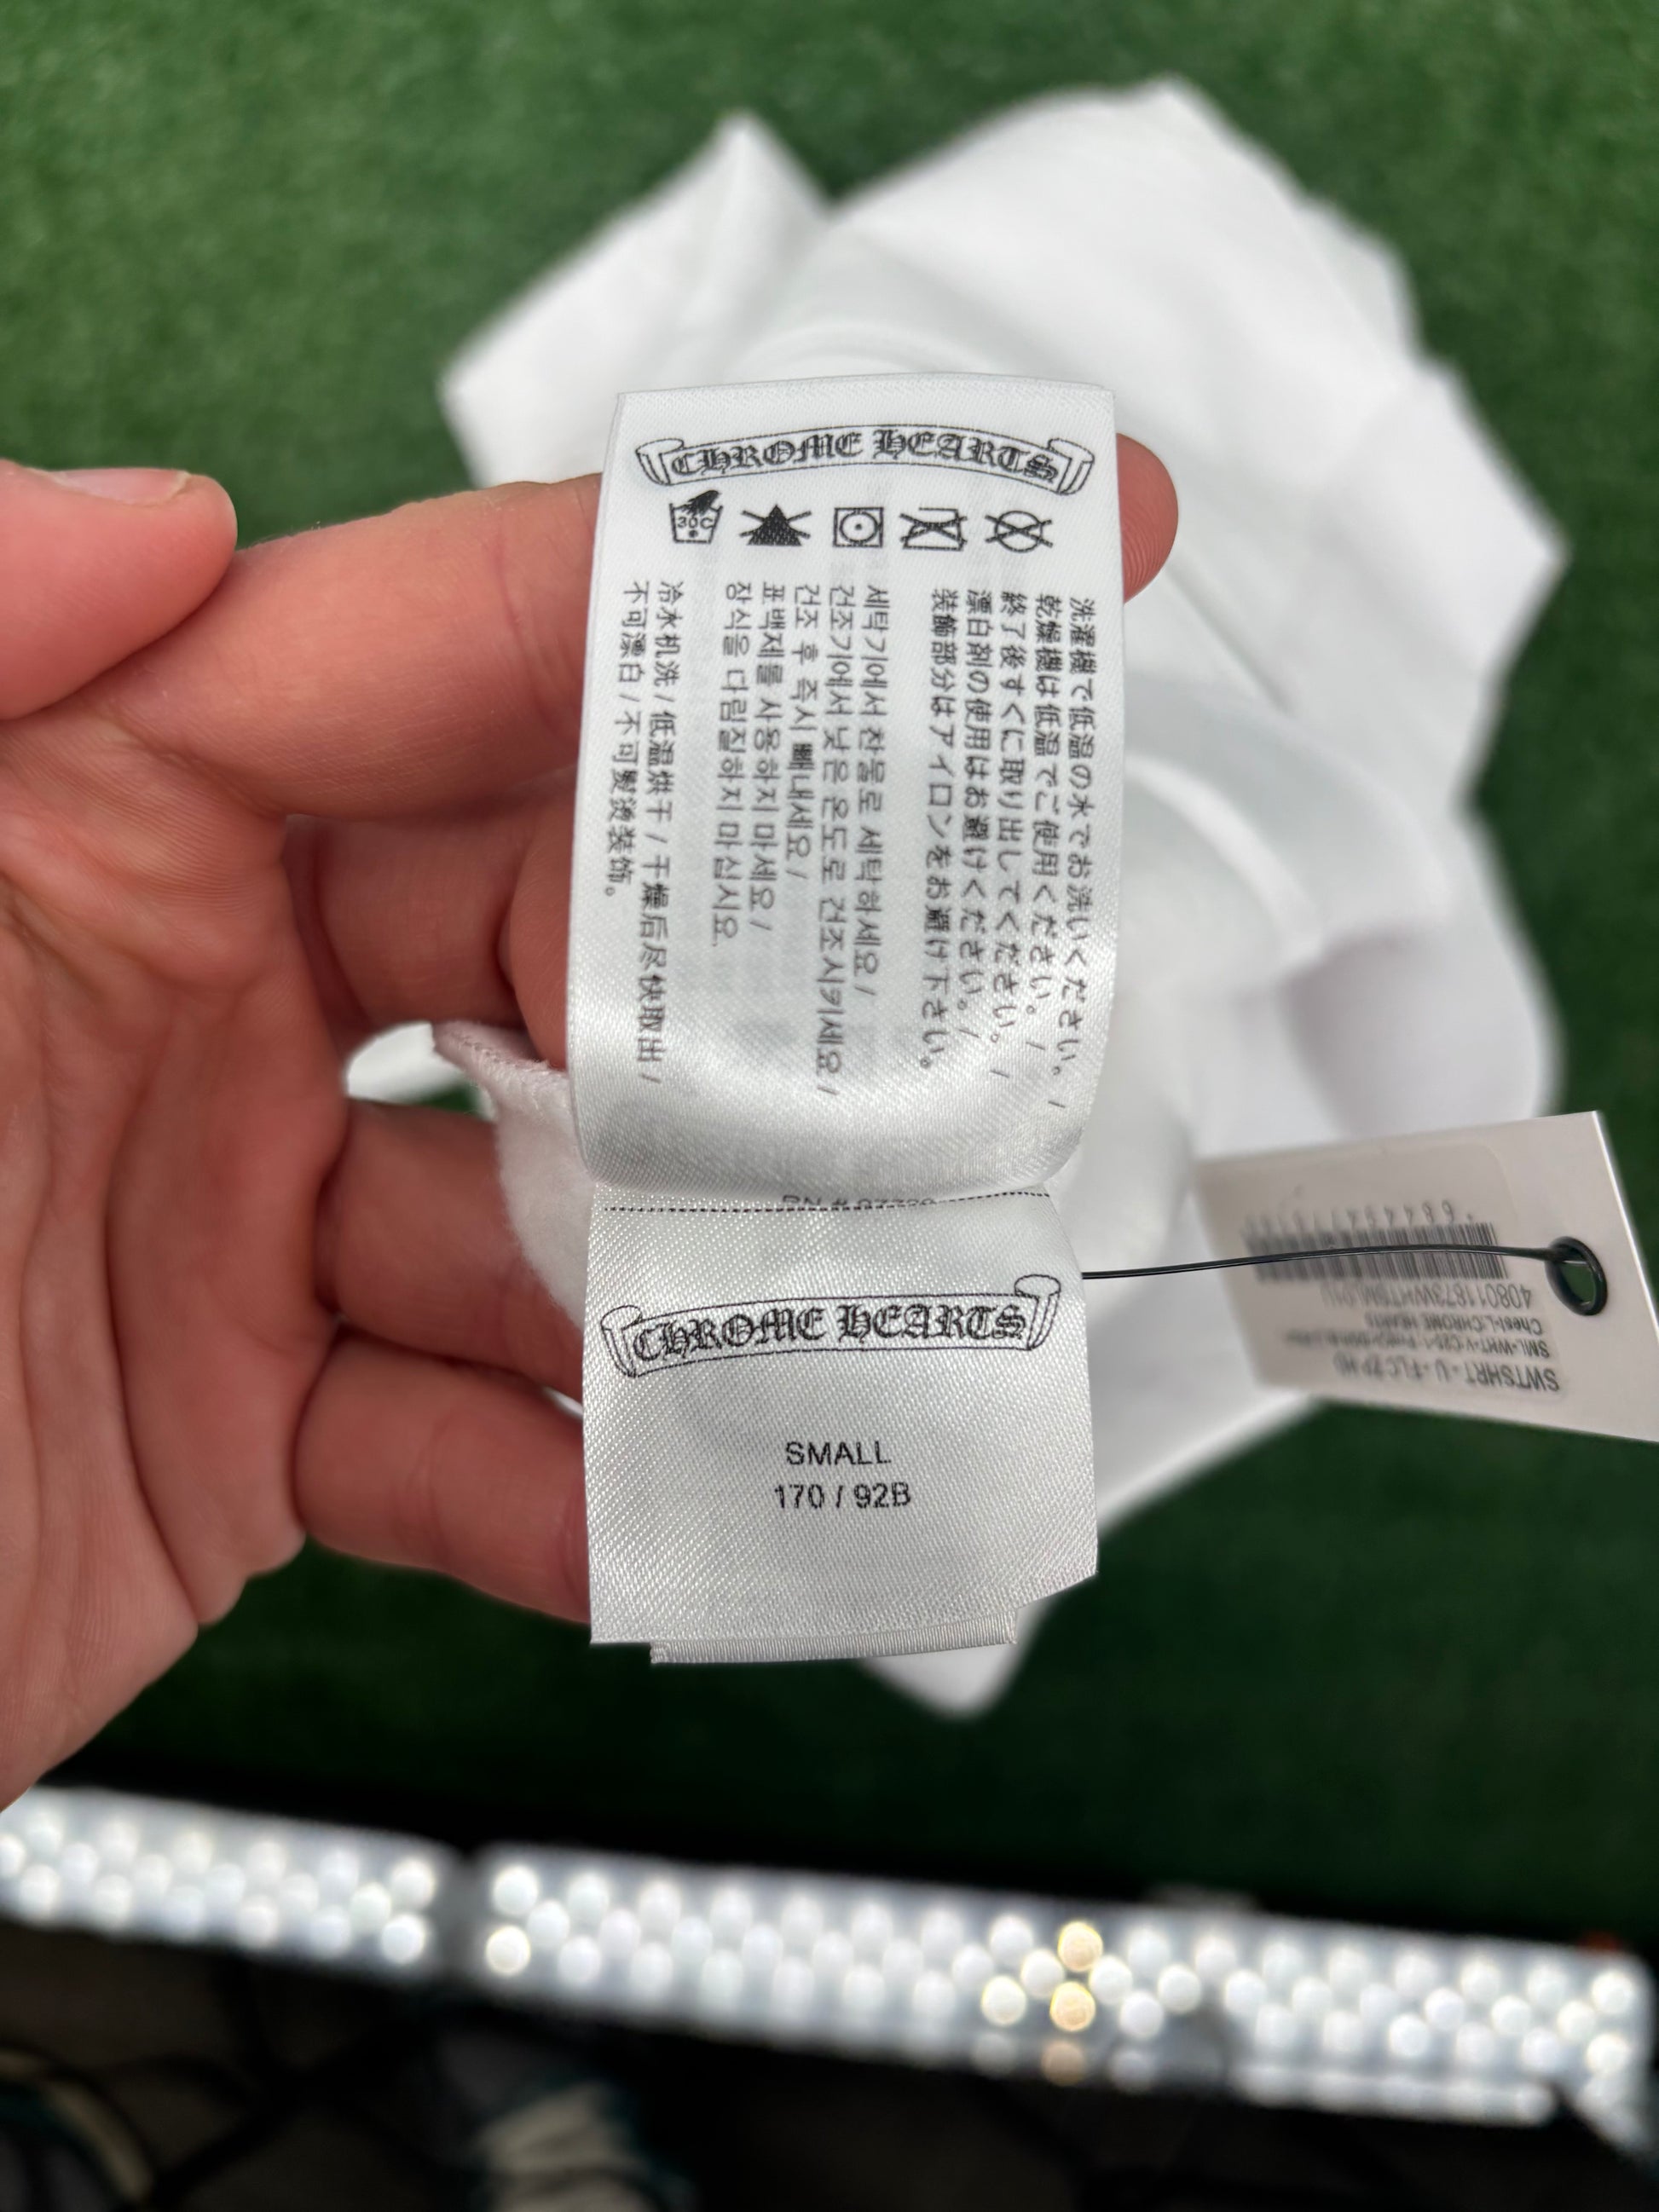 CHROME HEARTS
30C
洗濯機で低温の水でお洗いください。 /
乾燥機は低温でご使用ください。 /
終了後すぐに取り出してください。 /
漂白剤の使用はお避けください。 /
装飾部分はアイロンをお避け下さい。
세탁기에서 찬물로 세탁하세요 /
건조기에서 낮은 온도로 건조시키세요 /
건조 후 즉시 빼내세요 /
표백제를 사용하지 마세요 /
장식을 다림질하지 마십시요.
冷水机洗 / 低温烘干 / 干燥后尽快取出 /
不可漂白 / 不可熨烫装饰。
CHROME HEARTS
SMALL
170 / 92B
SWTSHRT - U - FLC ZP HD
Chest-L:CHROME HEARTS